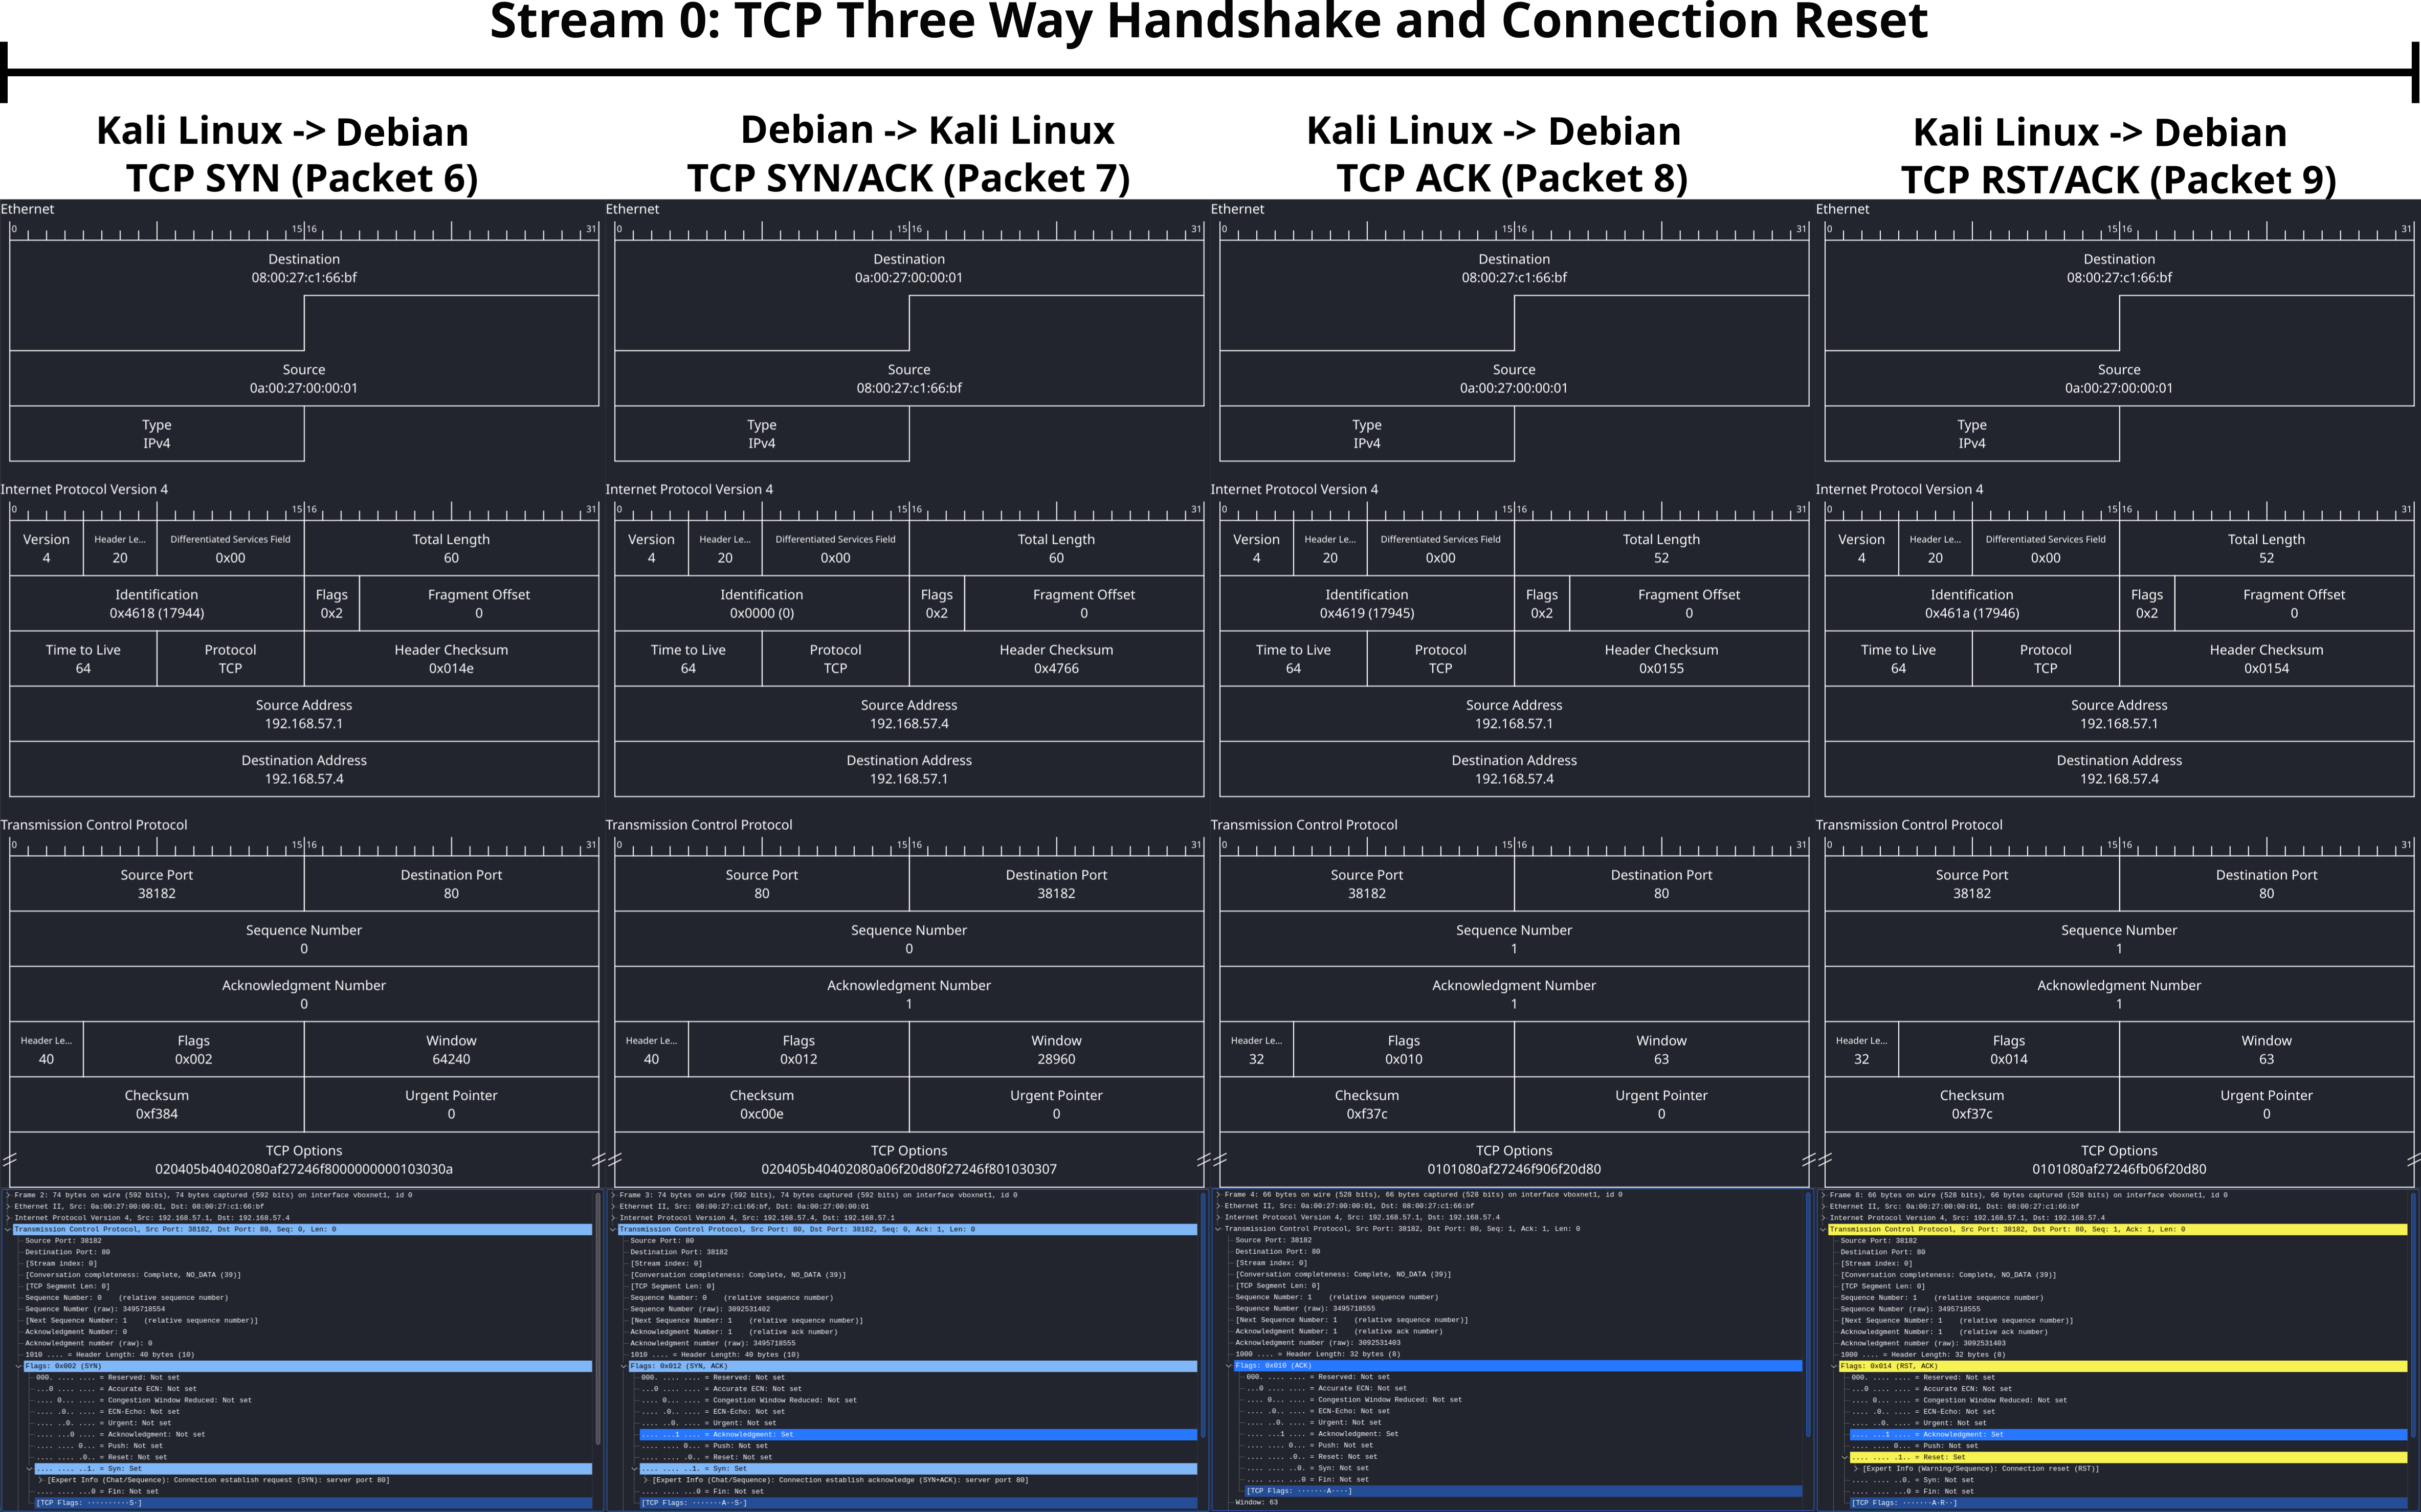 Stream 0: TCP Three Way Handshake and Connection Reset
Kali Linux -> Debian
TCP SYN (Packet 6)
Debian -> Kali Linux
TCP SYN/ACK (Packet 7)
Kali Linux -> Debian
TCP ACK (Packet 8)
Kali Linux -> Debian
TCP RST/ACK (Packet 9)
Ethernet
0 15 16 31
Destination
08:00:27:c1:66:bf
Source
0a:00:27:00:00:01
Type
IPv4
Internet Protocol Version 4
0 15 16 31
Version
4
Header Le...
20
Differentiated Services Field
0x00
Total Length
60
Identification
0x4618 (17944)
Flags
0x2
Fragment Offset
0
Time to Live
64
Protocol
TCP
Header Checksum
0x014e
Source Address
192.168.57.1
Destination Address
192.168.57.4
Transmission Control Protocol
0 15 16 31
Source Port
38182
Destination Port
80
Sequence Number
0
Acknowledgment Number
0
Header Le...
40
Flags
0x002
Window
64240
Checksum
0xf384
Urgent Pointer
0
TCP Options
020405b40402080af27246f8000000000103030a
Frame 2: 74 bytes on wire (592 bits), 74 bytes captured (592 bits) on interface vboxnet1, id 0
Ethernet II, Src: 0a:00:27:00:00:01, Dst: 08:00:27:c1:66:bf
Internet Protocol Version 4, Src: 192.168.57.1, Dst: 192.168.57.4
Transmission Control Protocol, Src Port: 38182, Dst Port: 80, Seq: 0, Len: 0
Source Port: 38182
Destination Port: 80
[Stream index: 0]
[Conversation completeness: Complete, NO_DATA (39)]
[TCP Segment Len: 0]
Sequence Number: 0 (relative sequence number)
Sequence Number (raw): 3495718554
[Next Sequence Number: 1 (relative sequence number)]
Acknowledgment Number: 0
Acknowledgment number (raw): 0
1010 .... = Header Length: 40 bytes (10)
Flags: 0x002 (SYN)
000. .... .... = Reserved: Not set
...0 .... .... = Accurate ECN: Not set
.... 0... .... = Congestion Window Reduced: Not set
.... .0.. .... = ECN-Echo: Not set
.... ..0. .... = Urgent: Not set
.... ...0 .... = Acknowledgment: Not set
.... .... 0... = Push: Not set
.... .... .0.. = Reset: Not set
.... .... ..1. = Syn: Set
[Expert Info (Chat/Sequence): Connection establish request (SYN): server port 80]
.... .... ...0 = Fin: Not set
[TCP Flags: ··········S·]
Ethernet
0 15 16 31
Destination
0a:00:27:00:00:01
Source
08:00:27:c1:66:bf
Type
IPv4
Internet Protocol Version 4
0 15 16 31
Version
4
Header Le...
20
Differentiated Services Field
0x00
Total Length
60
Identification
0x0000 (0)
Flags
0x2
Fragment Offset
0
Time to Live
64
Protocol
TCP
Header Checksum
0x4766
Source Address
192.168.57.4
Destination Address
192.168.57.1
Transmission Control Protocol
0 15 16 31
Source Port
80
Destination Port
38182
Sequence Number
0
Acknowledgment Number
1
Header Le...
40
Flags
0x012
Window
28960
Checksum
0xc00e
Urgent Pointer
0
TCP Options
020405b40402080a06f20d80f27246f801030307
Frame 3: 74 bytes on wire (592 bits), 74 bytes captured (592 bits) on interface vboxnet1, id 0
Ethernet II, Src: 08:00:27:c1:66:bf, Dst: 0a:00:27:00:00:01
Internet Protocol Version 4, Src: 192.168.57.4, Dst: 192.168.57.1
Transmission Control Protocol, Src Port: 80, Dst Port: 38182, Seq: 0, Ack: 1, Len: 0
Source Port: 80
Destination Port: 38182
[Stream index: 0]
[Conversation completeness: Complete, NO_DATA (39)]
[TCP Segment Len: 0]
Sequence Number: 0 (relative sequence number)
Sequence Number (raw): 3092531402
[Next Sequence Number: 1 (relative sequence number)]
Acknowledgment Number: 1 (relative ack number)
Acknowledgment number (raw): 3495718555
1010 .... = Header Length: 40 bytes (10)
Flags: 0x012 (SYN, ACK)
000. .... .... = Reserved: Not set
...0 .... .... = Accurate ECN: Not set
.... 0... .... = Congestion Window Reduced: Not set
.... .0.. .... = ECN-Echo: Not set
.... ..0. .... = Urgent: Not set
.... ...1 .... = Acknowledgment: Set
.... .... 0... = Push: Not set
.... .... .0.. = Reset: Not set
.... .... ..1. = Syn: Set
[Expert Info (Chat/Sequence): Connection establish acknowledge (SYN+ACK): server port 80]
.... .... ...0 = Fin: Not set
[TCP Flags: ·······A··S·]
Ethernet
0 15 16 31
Destination
08:00:27:c1:66:bf
Source
0a:00:27:00:00:01
Type
IPv4
Internet Protocol Version 4
0 15 16 31
Version
4
Header Le...
20
Differentiated Services Field
0x00
Total Length
52
Identification
0x4619 (17945)
Flags
0x2
Fragment Offset
0
Time to Live
64
Protocol
TCP
Header Checksum
0x0155
Source Address
192.168.57.1
Destination Address
192.168.57.4
Transmission Control Protocol
0 15 16 31
Source Port
38182
Destination Port
80
Sequence Number
1
Acknowledgment Number
1
Header Le...
32
Flags
0x010
Window
63
Checksum
0xf37c
Urgent Pointer
0
TCP Options
0101080af27246f906f20d80
Frame 4: 66 bytes on wire (528 bits), 66 bytes captured (528 bits) on interface vboxnet1, id 0
Ethernet II, Src: 0a:00:27:00:00:01, Dst: 08:00:27:c1:66:bf
Internet Protocol Version 4, Src: 192.168.57.1, Dst: 192.168.57.4
Transmission Control Protocol, Src Port: 38182, Dst Port: 80, Seq: 1, Ack: 1, Len: 0
Source Port: 38182
Destination Port: 80
[Stream index: 0]
[Conversation completeness: Complete, NO_DATA (39)]
[TCP Segment Len: 0]
Sequence Number: 1 (relative sequence number)
Sequence Number (raw): 3495718555
[Next Sequence Number: 1 (relative sequence number)]
Acknowledgment Number: 1 (relative ack number)
Acknowledgment number (raw): 3092531403
1000 .... = Header Length: 32 bytes (8)
Flags: 0x010 (ACK)
000. .... .... = Reserved: Not set
...0 .... .... = Accurate ECN: Not set
.... 0... .... = Congestion Window Reduced: Not set
.... .0.. .... = ECN-Echo: Not set
.... ..0. .... = Urgent: Not set
.... ...1 .... = Acknowledgment: Set
.... .... 0... = Push: Not set
.... .... .0.. = Reset: Not set
.... .... ..0. = Syn: Not set
.... .... ...0 = Fin: Not set
[TCP Flags: ·······A····]
Window: 63
Ethernet
0 15 16 31
Destination
08:00:27:c1:66:bf
Source
0a:00:27:00:00:01
Type
IPv4
Internet Protocol Version 4
0 15 16 31
Version
4
Header Le...
20
Differentiated Services Field
0x00
Total Length
52
Identification
0x461a (17946)
Flags
0x2
Fragment Offset
0
Time to Live
64
Protocol
TCP
Header Checksum
0x0154
Source Address
192.168.57.1
Destination Address
192.168.57.4
Transmission Control Protocol
0 15 16 31
Source Port
38182
Destination Port
80
Sequence Number
1
Acknowledgment Number
1
Header Le...
32
Flags
0x014
Window
63
Checksum
0xf37c
Urgent Pointer
0
TCP Options
0101080af27246fb06f20d80
Frame 8: 66 bytes on wire (528 bits), 66 bytes captured (528 bits) on interface vboxnet1, id 0
Ethernet II, Src: 0a:00:27:00:00:01, Dst: 08:00:27:c1:66:bf
Internet Protocol Version 4, Src: 192.168.57.1, Dst: 192.168.57.4
Transmission Control Protocol, Src Port: 38182, Dst Port: 80, Seq: 1, Ack: 1, Len: 0
Source Port: 38182
Destination Port: 80
[Stream index: 0]
[Conversation completeness: Complete, NO_DATA (39)]
[TCP Segment Len: 0]
Sequence Number: 1 (relative sequence number)
Sequence Number (raw): 3495718555
[Next Sequence Number: 1 (relative sequence number)]
Acknowledgment Number: 1 (relative ack number)
Acknowledgment number (raw): 3092531403
1000 .... = Header Length: 32 bytes (8)
Flags: 0x014 (RST, ACK)
000. .... .... = Reserved: Not set
...0 .... .... = Accurate ECN: Not set
.... 0... .... = Congestion Window Reduced: Not set
.... .0.. .... = ECN-Echo: Not set
.... ..0. .... = Urgent: Not set
.... ...1 .... = Acknowledgment: Set
.... .... 0... = Push: Not set
.... .... .1.. = Reset: Set
[Expert Info (Warning/Sequence): Connection reset (RST)]
.... .... ..0. = Syn: Not set
.... .... ...0 = Fin: Not set
[TCP Flags: ·······A·R··]